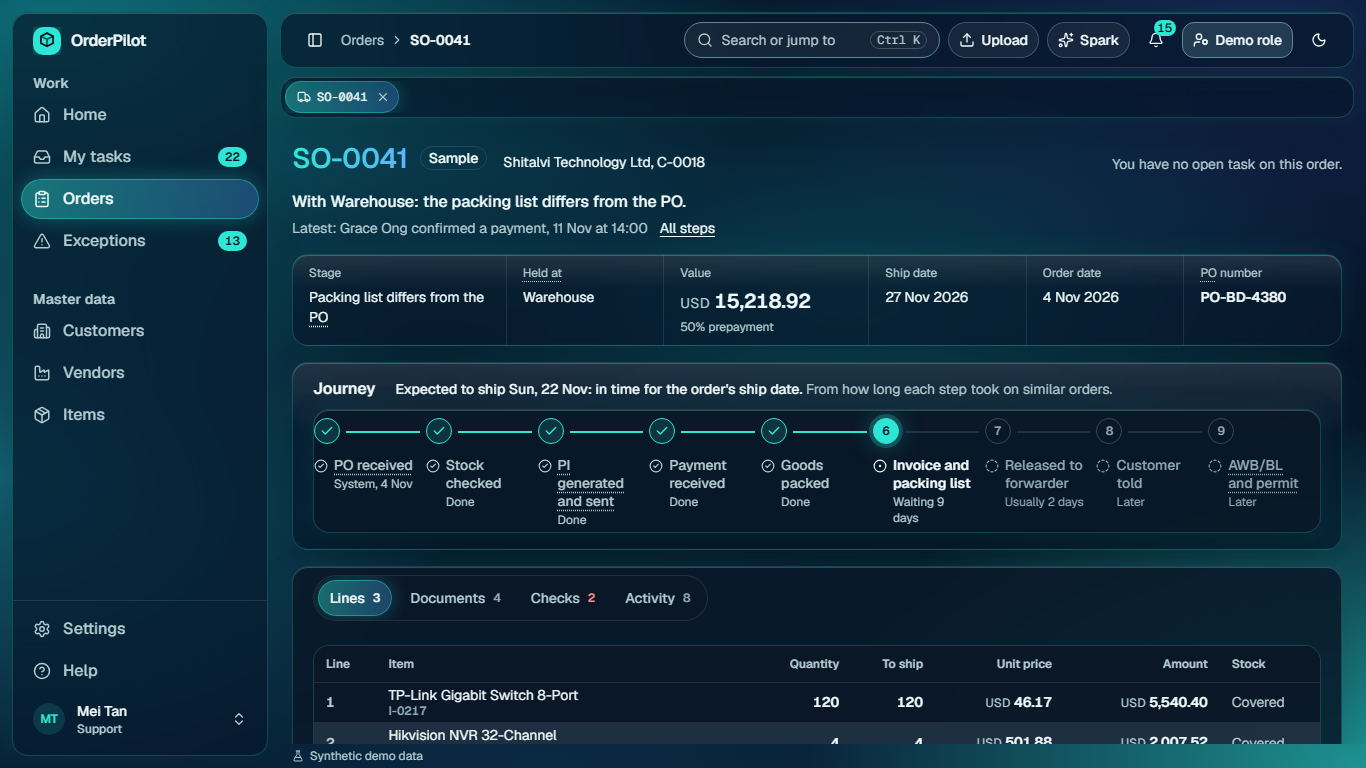 OrderPilot
Work
Home
My tasks 22
Orders
Exceptions 13
Master data
Customers
Vendors
Items
Settings
Help
MT
Mei Tan
Support
Orders > SO-0041
Search or jump to Ctrl K
Upload
Spark
15
Demo role
SO-0041
SO-0041 Sample Shitalvi Technology Ltd, C-0018
You have no open task on this order.
With Warehouse: the packing list differs from the PO.
Latest: Grace Ong confirmed a payment, 11 Nov at 14:00 All steps
Stage
Packing list differs from the
PO
Held at
Warehouse
Value
USD 15,218.92
50% prepayment
Ship date
27 Nov 2026
Order date
4 Nov 2026
PO number
PO-BD-4380
Journey Expected to ship Sun, 22 Nov: in time for the order's ship date. From how long each step took on similar orders.
6 7 8 9
PO received
System, 4 Nov
Stock
checked
Done
PI
generated
and sent
Done
Payment
received
Done
Goods
packed
Done
Invoice and
packing list
Waiting 9
days
Released to
forwarder
Usually 2 days
Customer
told
Later
AWB/BL
and permit
Later
Lines 3 Documents 4 Checks 2 Activity 8
Line Item Quantity To ship Unit price Amount Stock
1 TP-Link Gigabit Switch 8-Port 120 120 USD 46.17 USD 5,540.40 Covered
I-0217
2 Hikvision NVR 32-Channel 4 4 USD 501.88 USD 2,007.52 Covered
Synthetic demo data